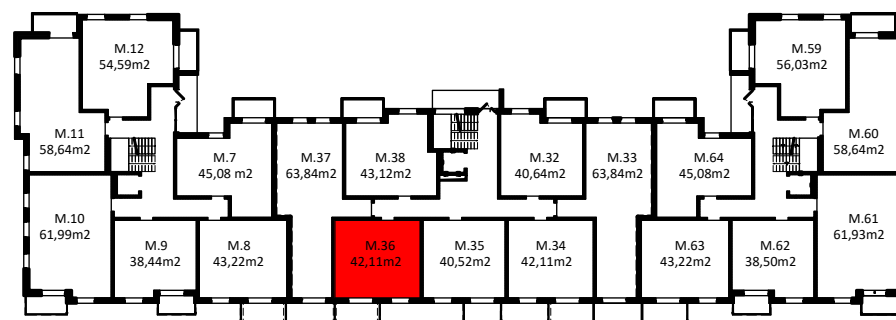 M.12
54,59m2
M.59
56,03m2
M.11
58,64m2
M.60
58,64m2
M.7
45,08 m2
M.37
63,84m2
M.38
43,12m2
M.32
40,64m2
M.33
63,84m2
M.64
45,08m2
M.10
61,99m2
M.9
38,44m2
M.8
43,22m2
M.36
42,11m2
M.35
40,52m2
M.34
42,11m2
M.63
43,22m2
M.62
38,50m2
M.61
61,93m2